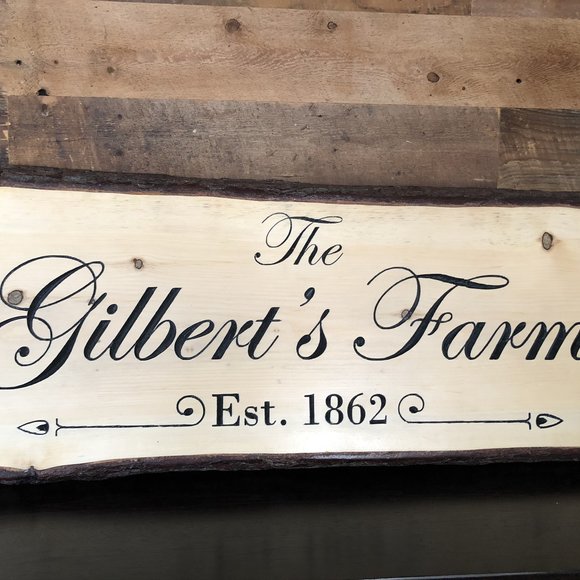 The
Gilbert's Farm
Est. 1862